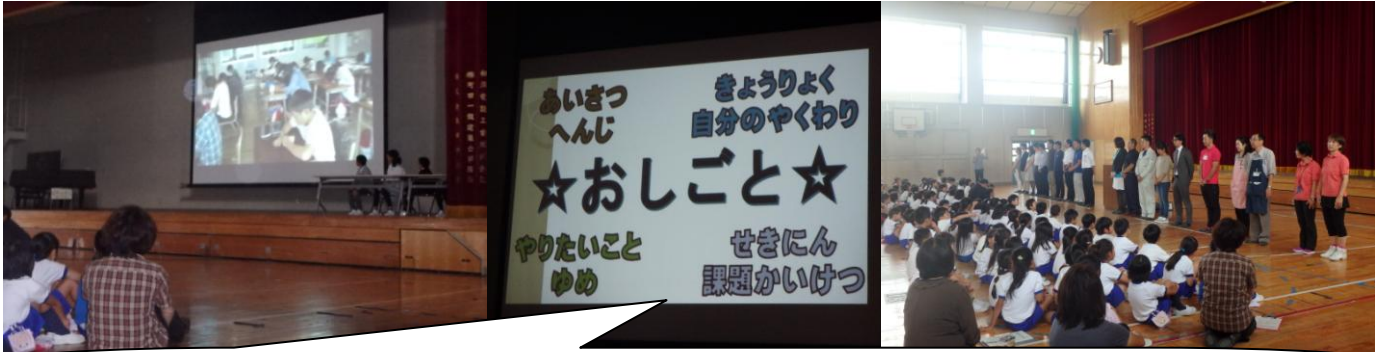 あいさつ
へんじ
きょうりょく
自分のやくわり
☆おしごと☆
やりたいこと
ゆめ
せきにん
課題かいけつ